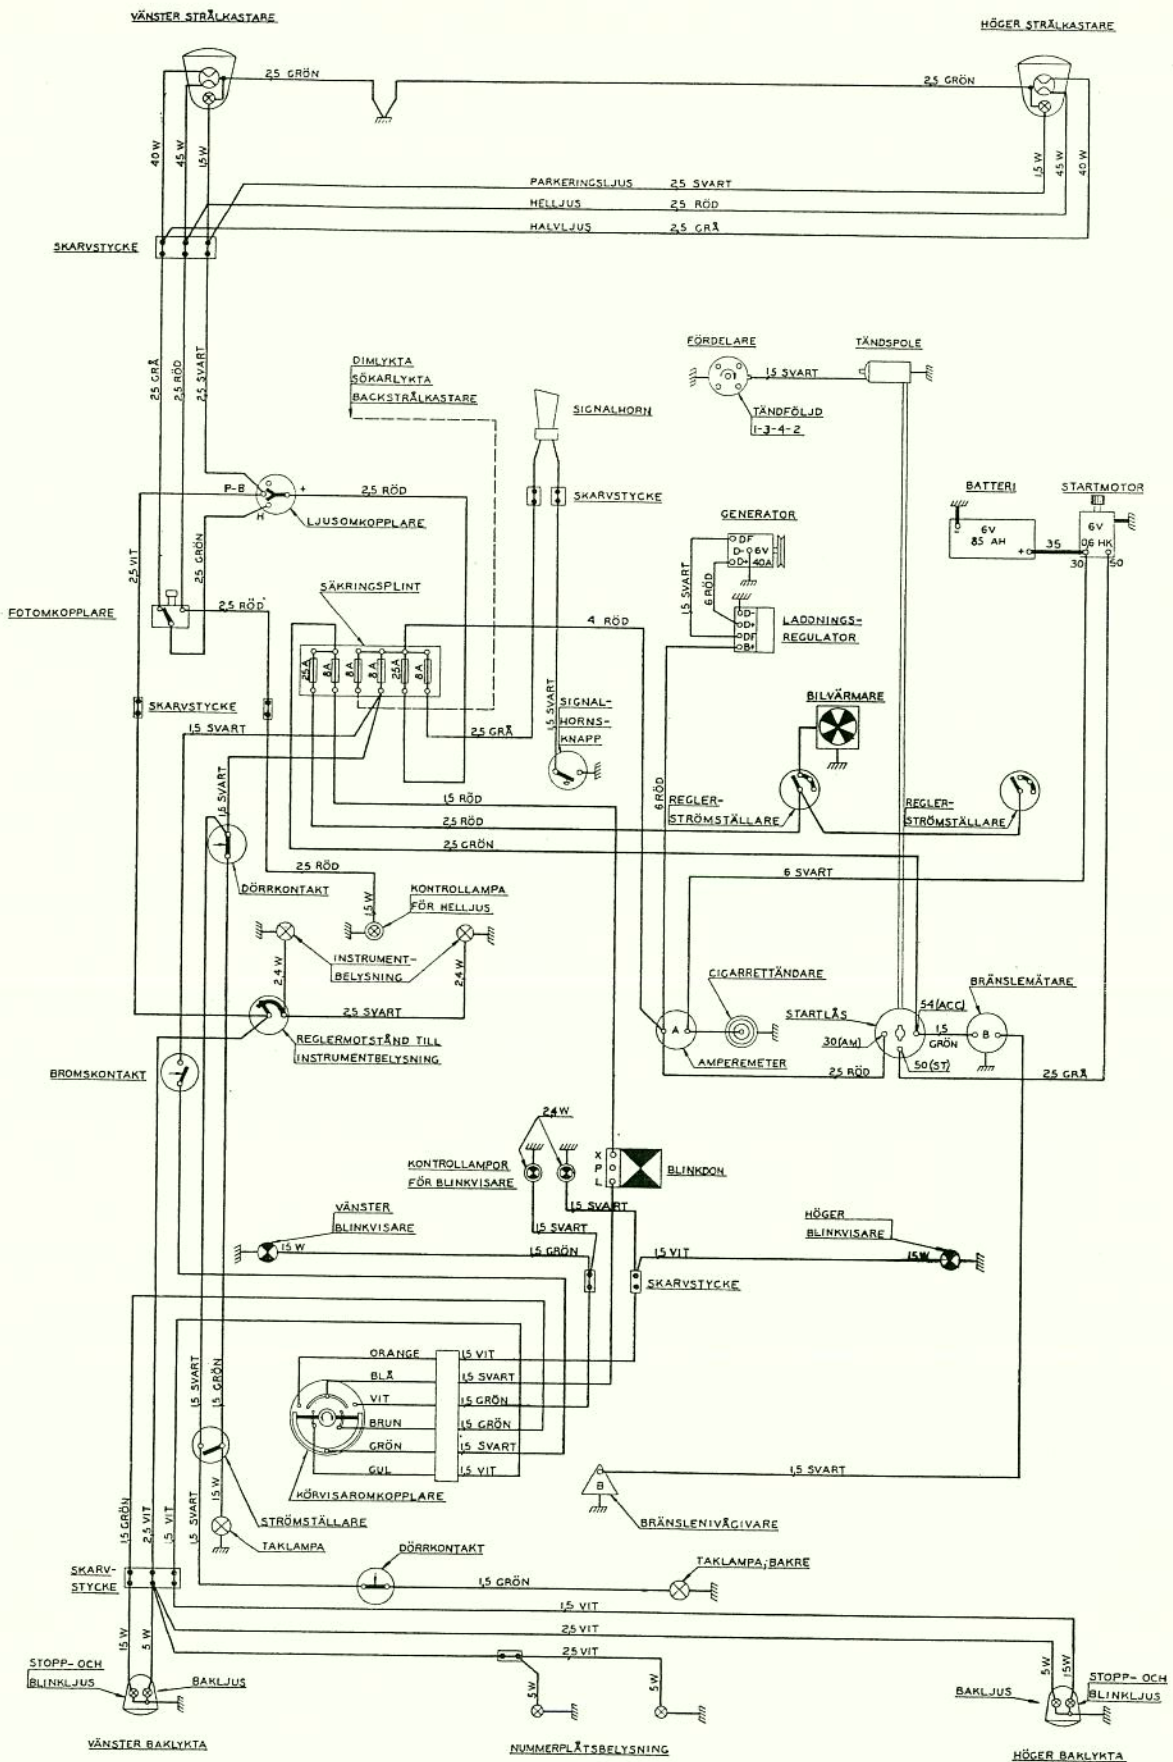 VÄNSTER STRÅLKASTARE
HÖGER STRÅLKASTARE
2,5 GRÖN
2,5 GRÖN
40 W
45 W
1,5 W
1,5 W
45 W
40 W
PARKERINGSLJUS 2,5 SVART
HELLJUS 2,5 RÖD
HALVLJUS 2,5 GRÅ
SKARVSTYCKE
2,5 GRÅ
2,5 RÖD
2,5 SVART
DIMLYKTA
SÖKARLYKTA
BACKSTRÅLKASTARE
SIGNALHORN
FÖRDELARE
TÄNDSPOLE
1,5 SVART
TÄNDFÖLJD
1-3-4-2
P-B
+
H
2,5 RÖD
LJUSOMKOPPLARE
SKARVSTYCKE
BATTERI
STARTMOTOR
6V
85 AH
-
+
35
6V
0,6 HK
30
50
GENERATOR
DF
D-
6V
D+
40A
2,5 VIT
2,5 GRÖN
1,5 SVART
6 RÖD
FOTOMKOPPLARE
2,5 RÖD
SÄKRINGSPLINT
4 RÖD
D-
D+
DF
B+
LADDNINGS-
REGULATOR
25A
8A
8A
8A
25A
8A
SKARVSTYCKE
1,5 SVART
2,5 GRÅ
1,5 SVART
SIGNAL-
HORNS-
KNAPP
BILVÄRMARE
1,5 SVART
1,5 RÖD
6 RÖD
REGLER-
STRÖMSTÄLLARE
REGLER-
STRÖMSTÄLLARE
2,5 RÖD
2,5 GRÖN
2,5 RÖD
6 SVART
DÖRRKONTAKT
1,5 W
KONTROLLAMPA
FÖR HELLJUS
INSTRUMENT-
BELYSNING
2,4 W
2,4 W
2,5 SVART
REGLERMOTSTÅND TILL
INSTRUMENTBELYSNING
CIGARRETTÄNDARE
BRÄNSLEMÄTARE
A
AMPEREMETER
STARTLÅS
54(ACC)
30(AM)
50(ST)
1,5
GRÖN
B
2,5 RÖD
2,5 GRÅ
BROMSKONTAKT
2,4 W
KONTROLLAMPOR
FÖR BLINKVISARE
X
P
L
BLINKDON
1,5 SVART
1,5 SVART
VÄNSTER
BLINKVISARE
15 W
1,5 GRÖN
HÖGER
BLINKVISARE
1,5 VIT
15 W
SKARVSTYCKE
ORANGE 1,5 VIT
BLÅ 1,5 SVART
VIT 1,5 GRÖN
BRUN 1,5 GRÖN
GRÖN 1,5 SVART
GUL 1,5 VIT
1,5 SVART
1,5 GRÖN
KÖRVISAROMKOPPLARE
1,5 SVART
B
BRÄNSLENIVÅGIVARE
STRÖMSTÄLLARE
15 W
TAKLAMPA
1,5 GRÖN
2,5 VIT
1,5 VIT
1,5 SVART
SKARV-
STYCKE
DÖRRKONTAKT
1,5 GRÖN
TAKLAMPA, BAKRE
1,5 VIT
2,5 VIT
2,5 VIT
15 W
5 W
5 W
5 W
5 W
15W
STOPP- OCH
BLINKLJUS
BAKLJUS
BAKLJUS
STOPP- OCH
BLINKLJUS
VÄNSTER BAKLYKTA
NUMMERPLÅTSBELYSNING
HÖGER BAKLYKTA